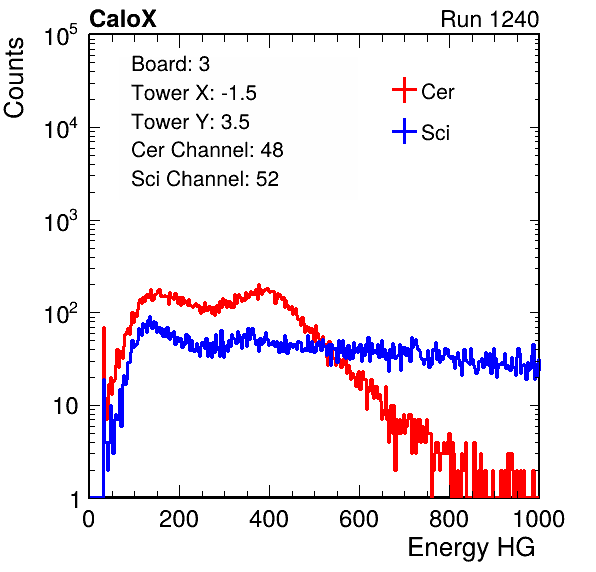 CaloX Run 1240
Counts
Board: 3
Tower X: -1.5
Tower Y: 3.5
Cer Channel: 48
Sci Channel: 52
Cer
Sci
10^5
10^4
10^3
10^2
10
1
0 200 400 600 800 1000
Energy HG